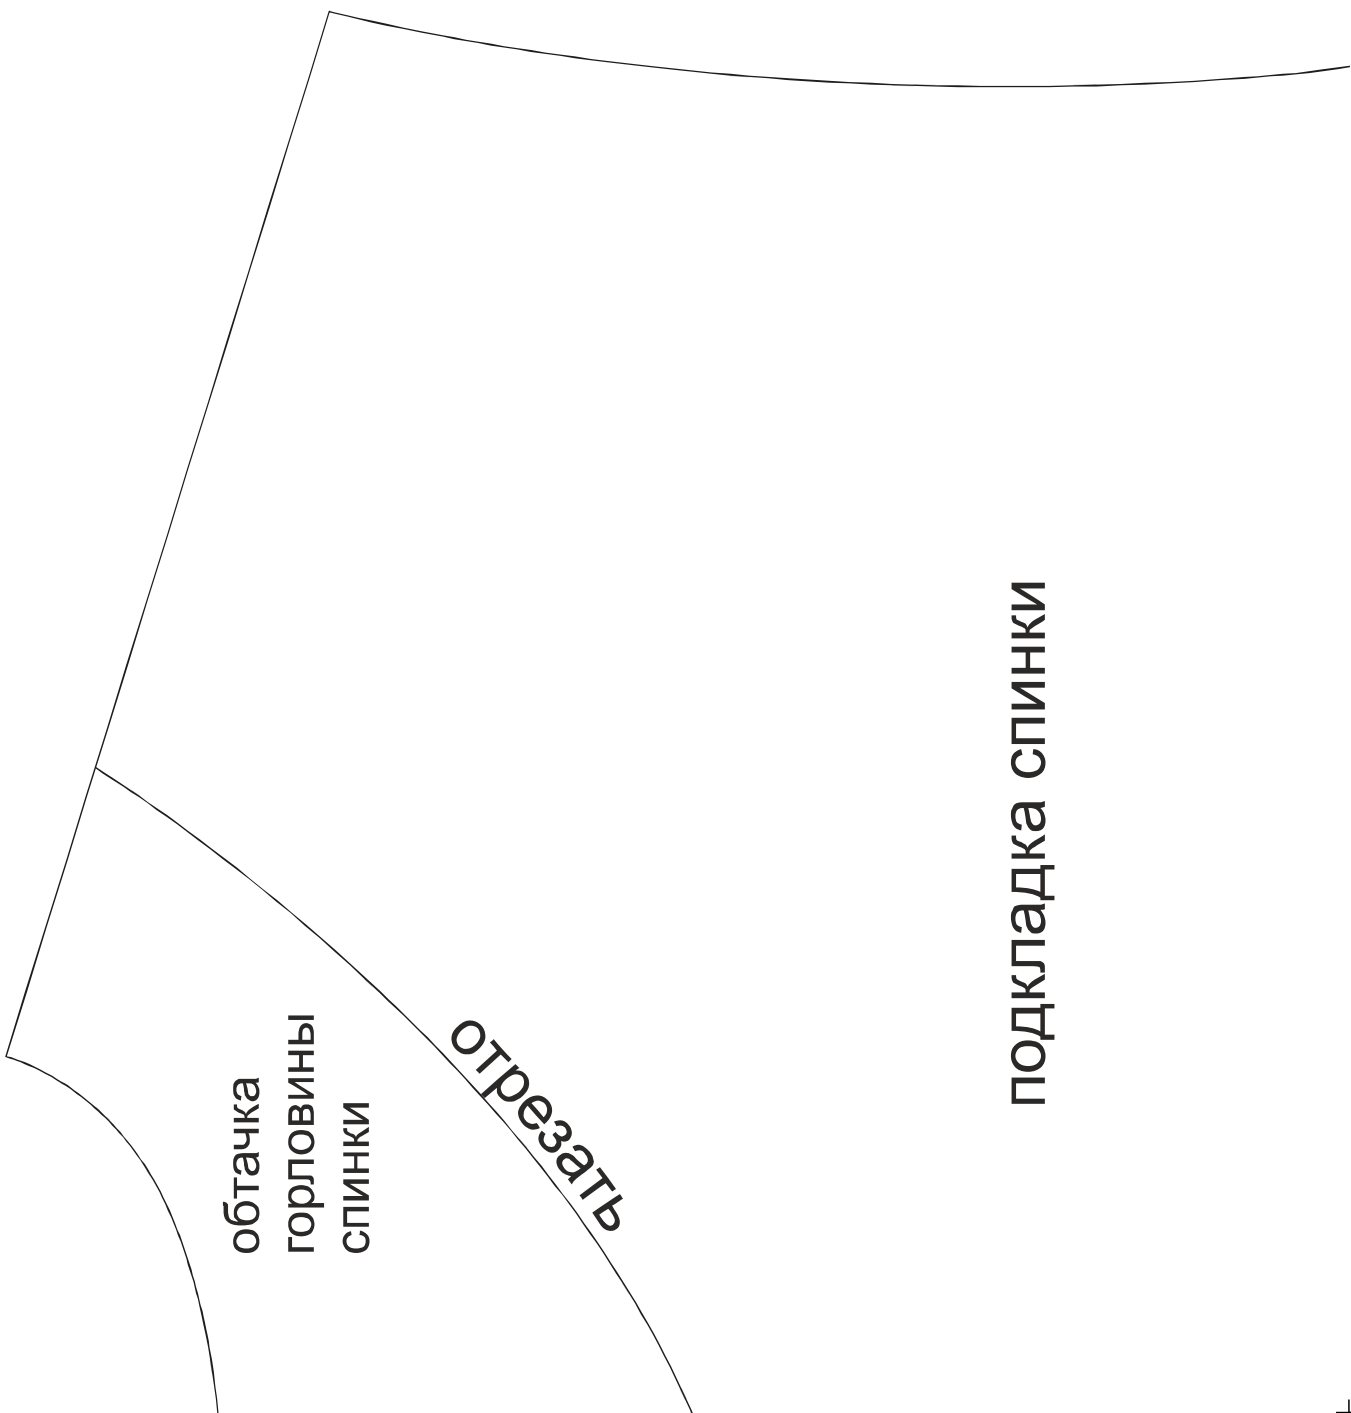 обтачка
горловины
спинки
отрезать
подкладка спинки